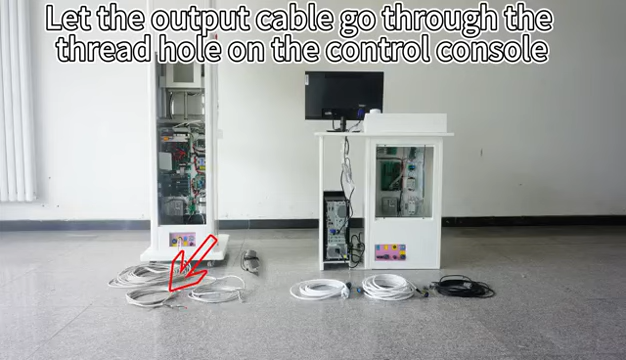 Let the output cable go through the
thread hole on the control console